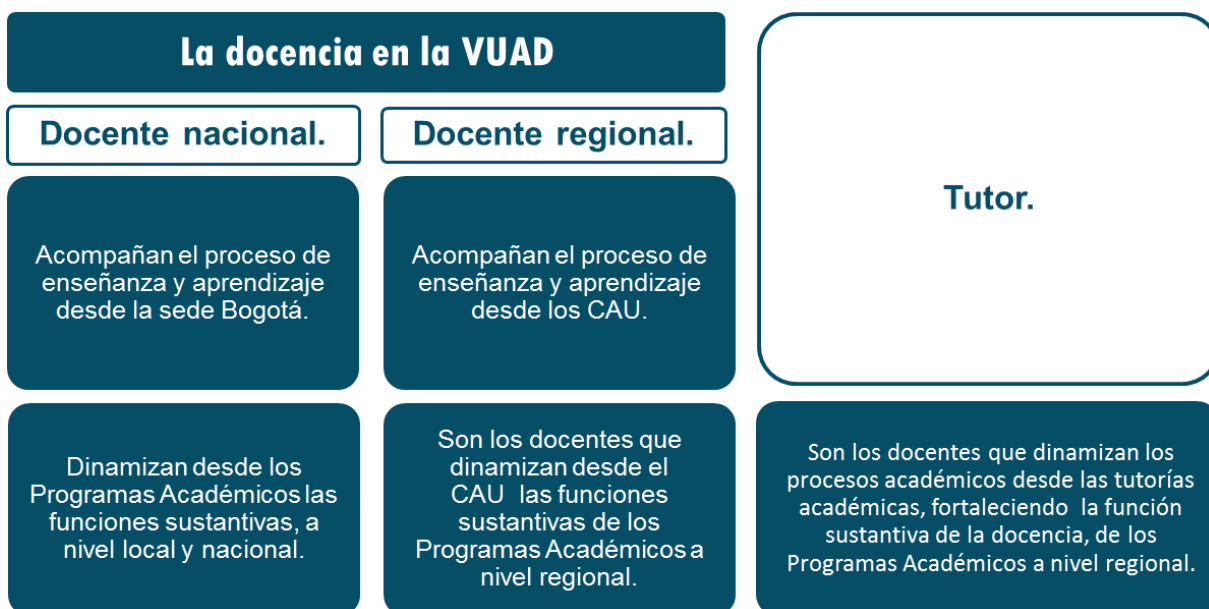 La docencia en la VUAD
Docente nacional.
Docente regional.
Tutor.
Acompañan el proceso de
enseñanza y aprendizaje
desde la sede Bogotá.
Acompañan el proceso de
enseñanza y aprendizaje
desde los CAU.
Dinamizan desde los
Programas Académicos las
funciones sustantivas, a
nivel local y nacional.
Son los docentes que
dinamizan desde el
CAU las funciones
sustantivas de los
Programas Académicos a
nivel regional.
Son los docentes que dinamizan los
procesos académicos desde las tutorías
académicas, fortaleciendo la función
sustantiva de la docencia, de los
Programas Académicos a nivel regional.